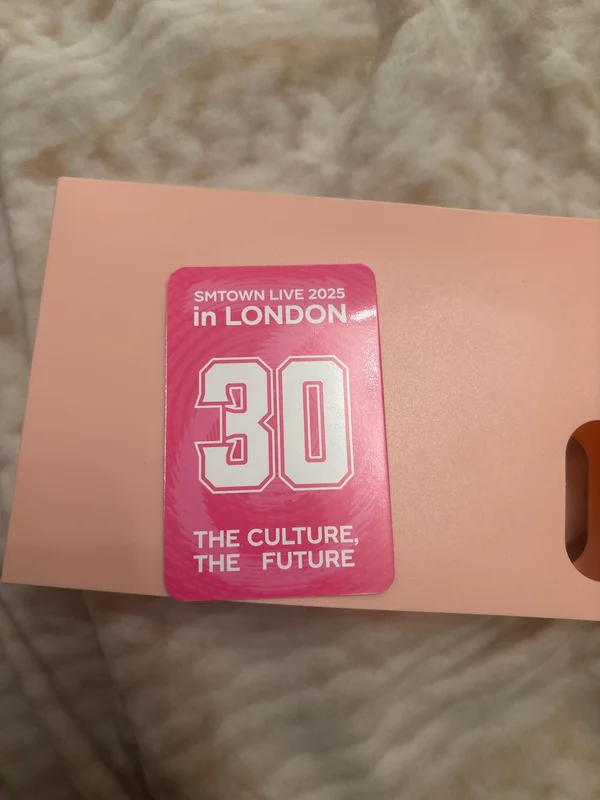 SMTOWN LIVE 2025
in LONDON
30
THE CULTURE,
THE FUTURE